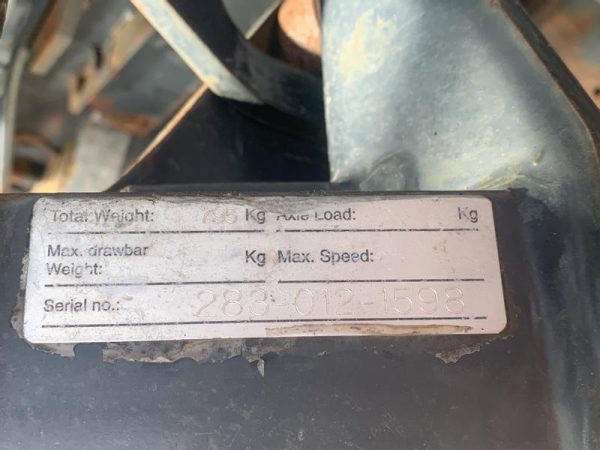 Total Weight: 795 Kg Axle Load: Kg
Max. drawbar
Weight: Kg Max. Speed:
Serial no.: 283-012-1598